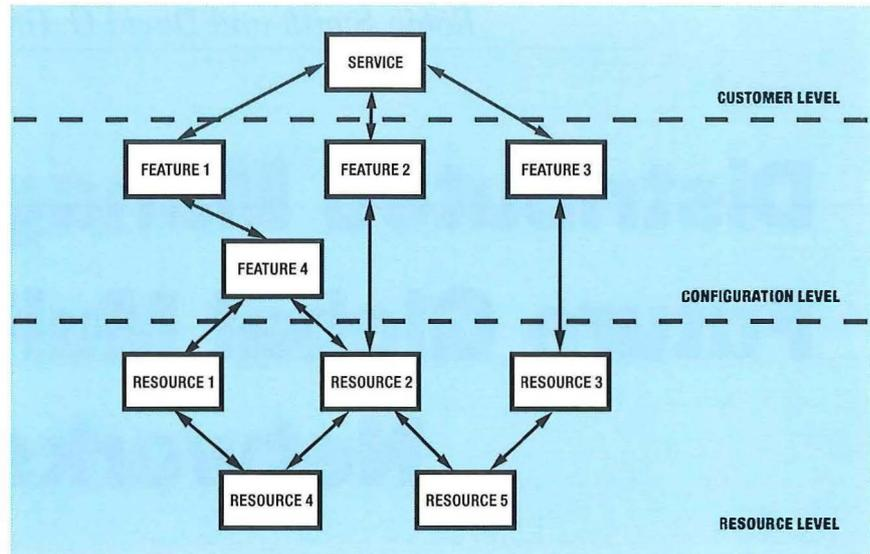 SERVICE
CUSTOMER LEVEL
FEATURE 1
FEATURE 2
FEATURE 3
FEATURE 4
CONFIGURATION LEVEL
RESOURCE 1
RESOURCE 2
RESOURCE 3
RESOURCE 4
RESOURCE 5
RESOURCE LEVEL